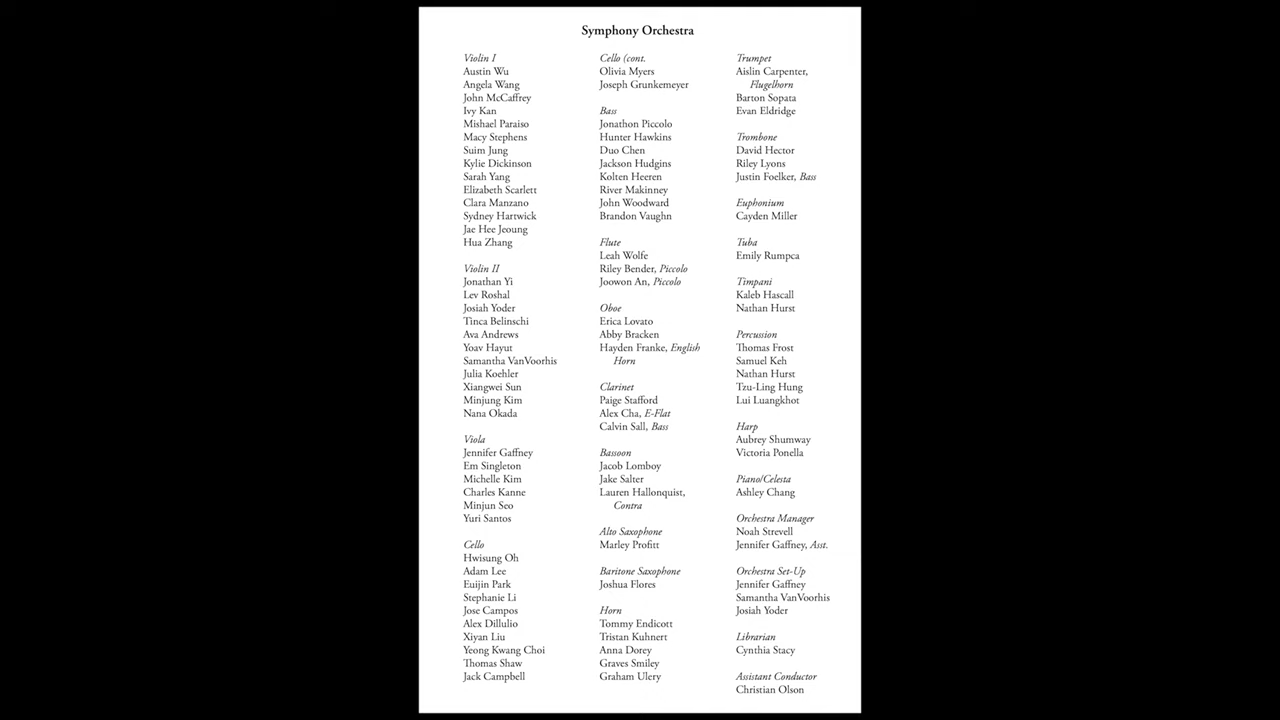 Symphony Orchestra
Violin I
Austin Wu
Angela Wang
John McCaffrey
Ivy Kan
Mishael Paraiso
Macy Stephens
Suim Jung
Kylie Dickinson
Sarah Yang
Elizabeth Scarlett
Clara Manzano
Sydney Hartwick
Jae Hee Jeoung
Hua Zhang
Violin II
Jonathan Yi
Lev Roshal
Josiah Yoder
Tinca Belinschi
Ava Andrews
Yoav Hayut
Samantha VanVoorhis
Julia Koehler
Xiangwei Sun
Minjung Kim
Nana Okada
Viola
Jennifer Gaffney
Em Singleton
Michelle Kim
Charles Kanne
Minjun Seo
Yuri Santos
Cello
Hwisung Oh
Adam Lee
Euijin Park
Stephanie Li
Jose Campos
Alex Dillulio
Xiyan Liu
Yeong Kwang Choi
Thomas Shaw
Jack Campbell
Cello (cont.
Olivia Myers
Joseph Grunkemeyer
Bass
Jonathon Piccolo
Hunter Hawkins
Duo Chen
Jackson Hudgins
Kolten Heeren
River Makinney
John Woodward
Brandon Vaughn
Flute
Leah Wolfe
Riley Bender, Piccolo
Joowon An, Piccolo
Oboe
Erica Lovato
Abby Bracken
Hayden Franke, English
Horn
Clarinet
Paige Stafford
Alex Cha, E-Flat
Calvin Sall, Bass
Bassoon
Jacob Lomboy
Jake Salter
Lauren Hallonquist,
Contra
Alto Saxophone
Marley Profitt
Baritone Saxophone
Joshua Flores
Horn
Tommy Endicott
Tristan Kuhnert
Anna Dorey
Graves Smiley
Graham Ulery
Trumpet
Aislin Carpenter,
Flugelhorn
Barton Sopata
Evan Eldridge
Trombone
David Hector
Riley Lyons
Justin Foelker, Bass
Euphonium
Cayden Miller
Tuba
Emily Rumpca
Timpani
Kaleb Hascall
Nathan Hurst
Percussion
Thomas Frost
Samuel Keh
Nathan Hurst
Tzu-Ling Hung
Lui Luangkhot
Harp
Aubrey Shumway
Victoria Ponella
Piano/Celesta
Ashley Chang
Orchestra Manager
Noah Strevell
Jennifer Gaffney, Asst.
Orchestra Set-Up
Jennifer Gaffney
Samantha VanVoorhis
Josiah Yoder
Librarian
Cynthia Stacy
Assistant Conductor
Christian Olson